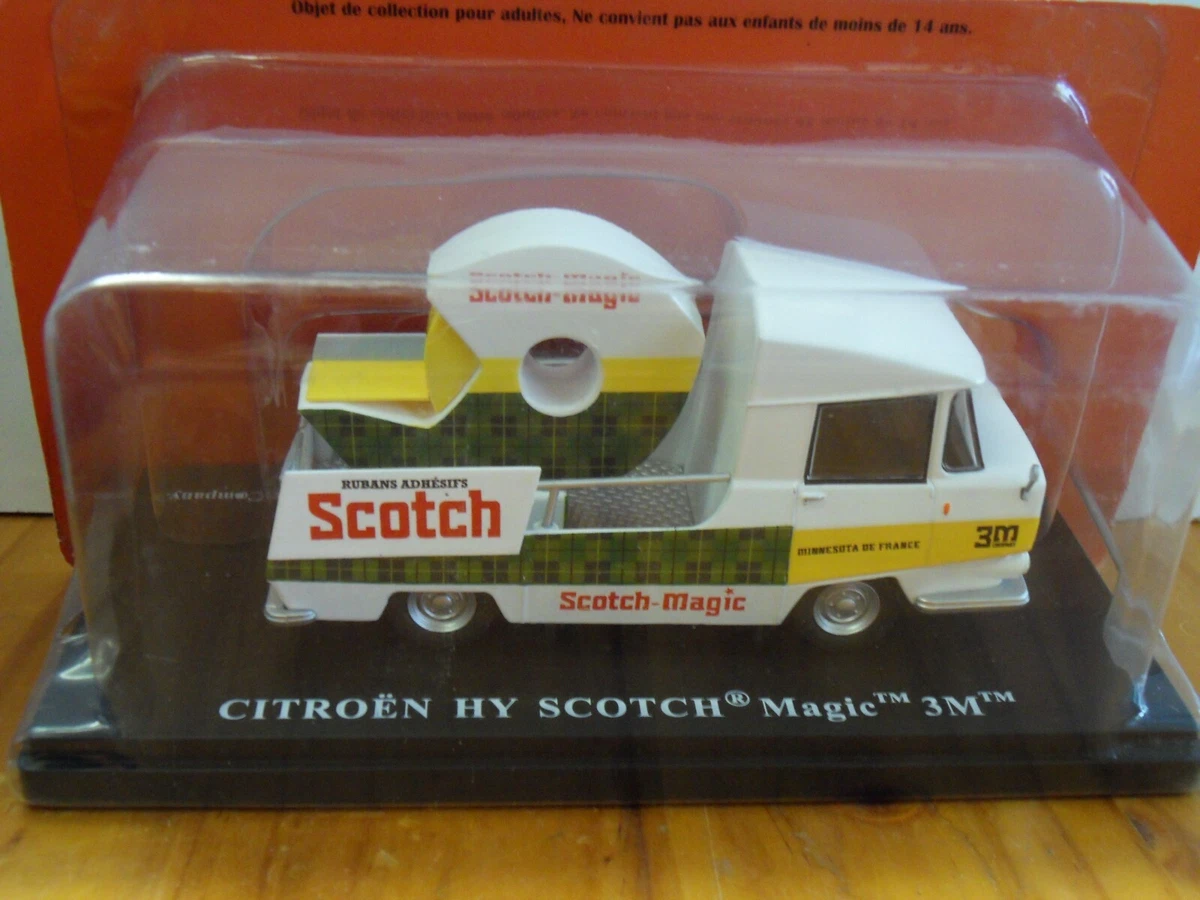 Objet de collection pour adultes, Ne convient pas aux enfants de moins de 14 ans.
Scotch-Magic
RUBANS ADHÉSIFS
Scotch
MINNESOTA DE FRANCE
3M
Scotch-Magic
CITROËN HY SCOTCH® Magic™ 3M™